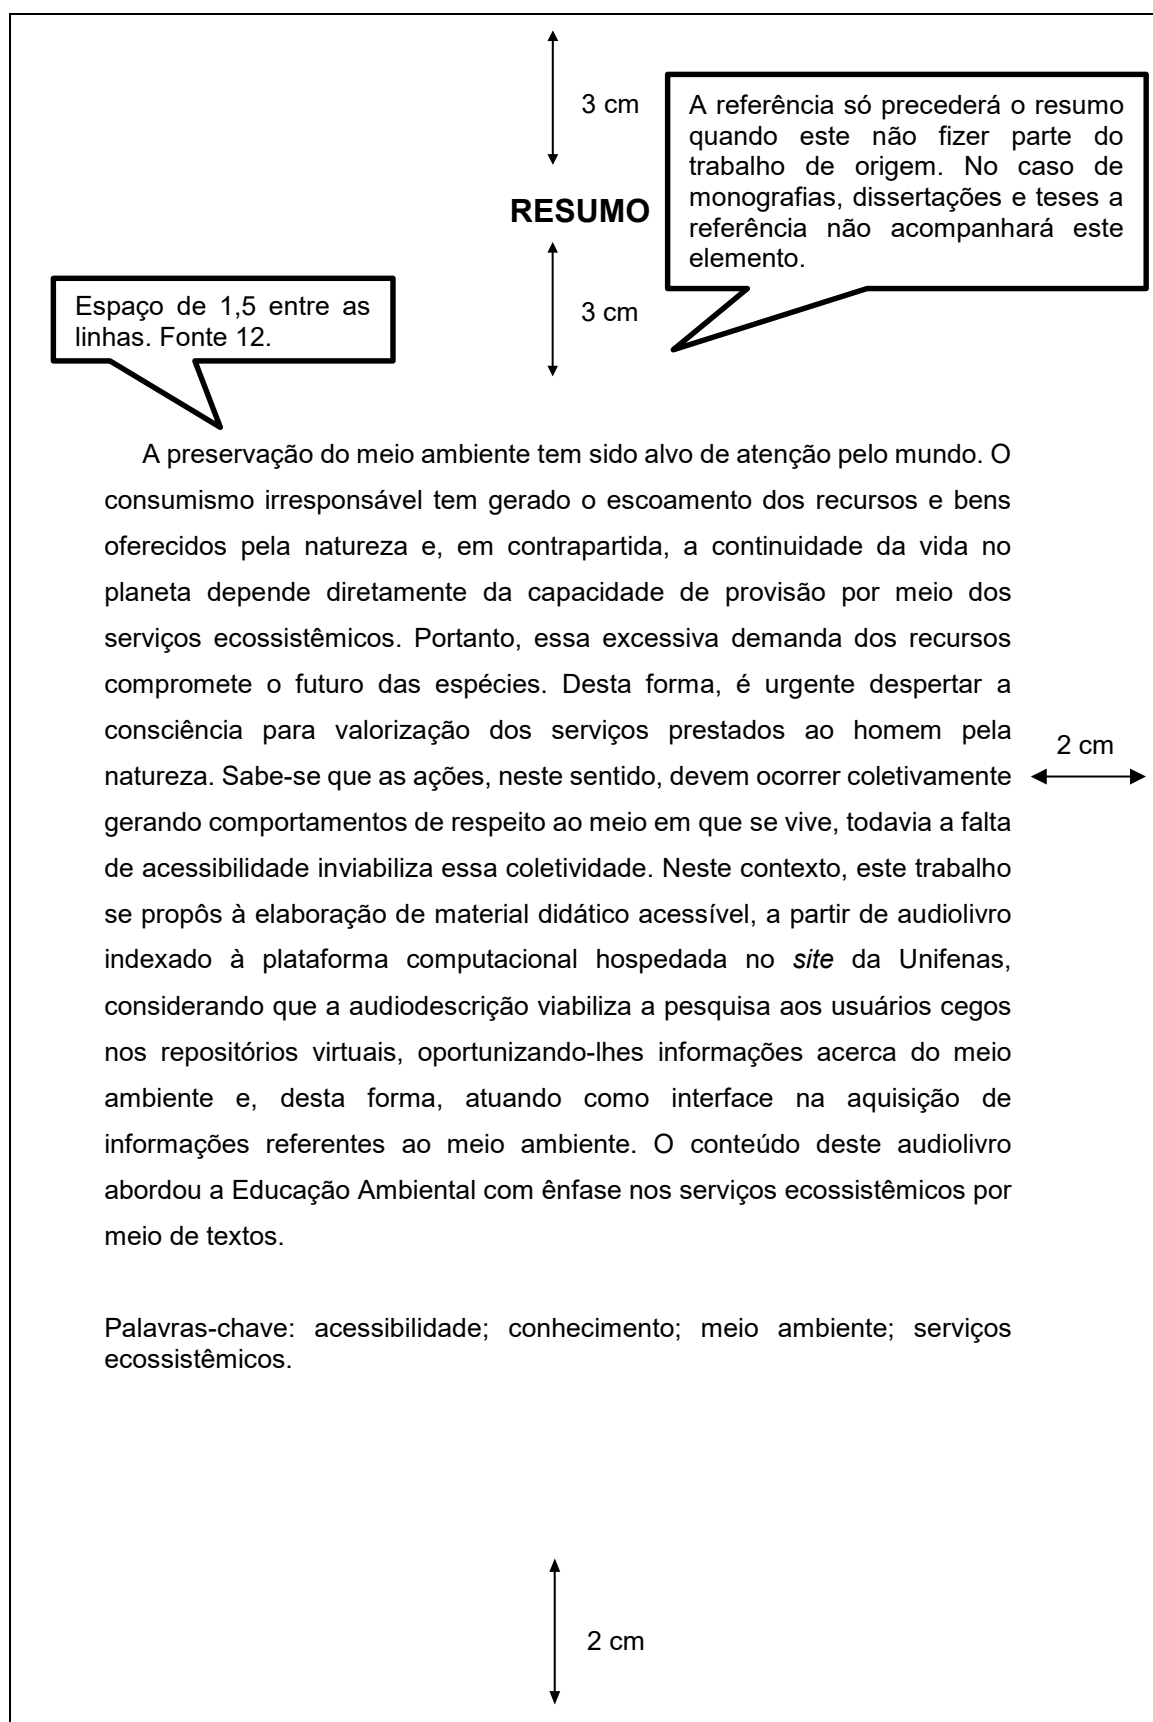 3 cm
A referência só precederá o resumo
quando este não fizer parte do
trabalho de origem. No caso de
monografias, dissertações e teses a
referência não acompanhará este
elemento.
RESUMO
Espaço de 1,5 entre as
linhas. Fonte 12.
3 cm
A preservação do meio ambiente tem sido alvo de atenção pelo mundo. O
consumismo irresponsável tem gerado o escoamento dos recursos e bens
oferecidos pela natureza e, em contrapartida, a continuidade da vida no
planeta depende diretamente da capacidade de provisão por meio dos
serviços ecossistêmicos. Portanto, essa excessiva demanda dos recursos
compromete o futuro das espécies. Desta forma, é urgente despertar a
consciência para valorização dos serviços prestados ao homem pela
natureza. Sabe-se que as ações, neste sentido, devem ocorrer coletivamente
gerando comportamentos de respeito ao meio em que se vive, todavia a falta
de acessibilidade inviabiliza essa coletividade. Neste contexto, este trabalho
se propôs à elaboração de material didático acessível, a partir de audiolivro
indexado à plataforma computacional hospedada no site da Unifenas,
considerando que a audiodescrição viabiliza a pesquisa aos usuários cegos
nos repositórios virtuais, oportunizando-lhes informações acerca do meio
ambiente e, desta forma, atuando como interface na aquisição de
informações referentes ao meio ambiente. O conteúdo deste audiolivro
abordou a Educação Ambiental com ênfase nos serviços ecossistêmicos por
meio de textos.
2 cm
Palavras-chave: acessibilidade; conhecimento; meio ambiente; serviços
ecossistêmicos.
2 cm